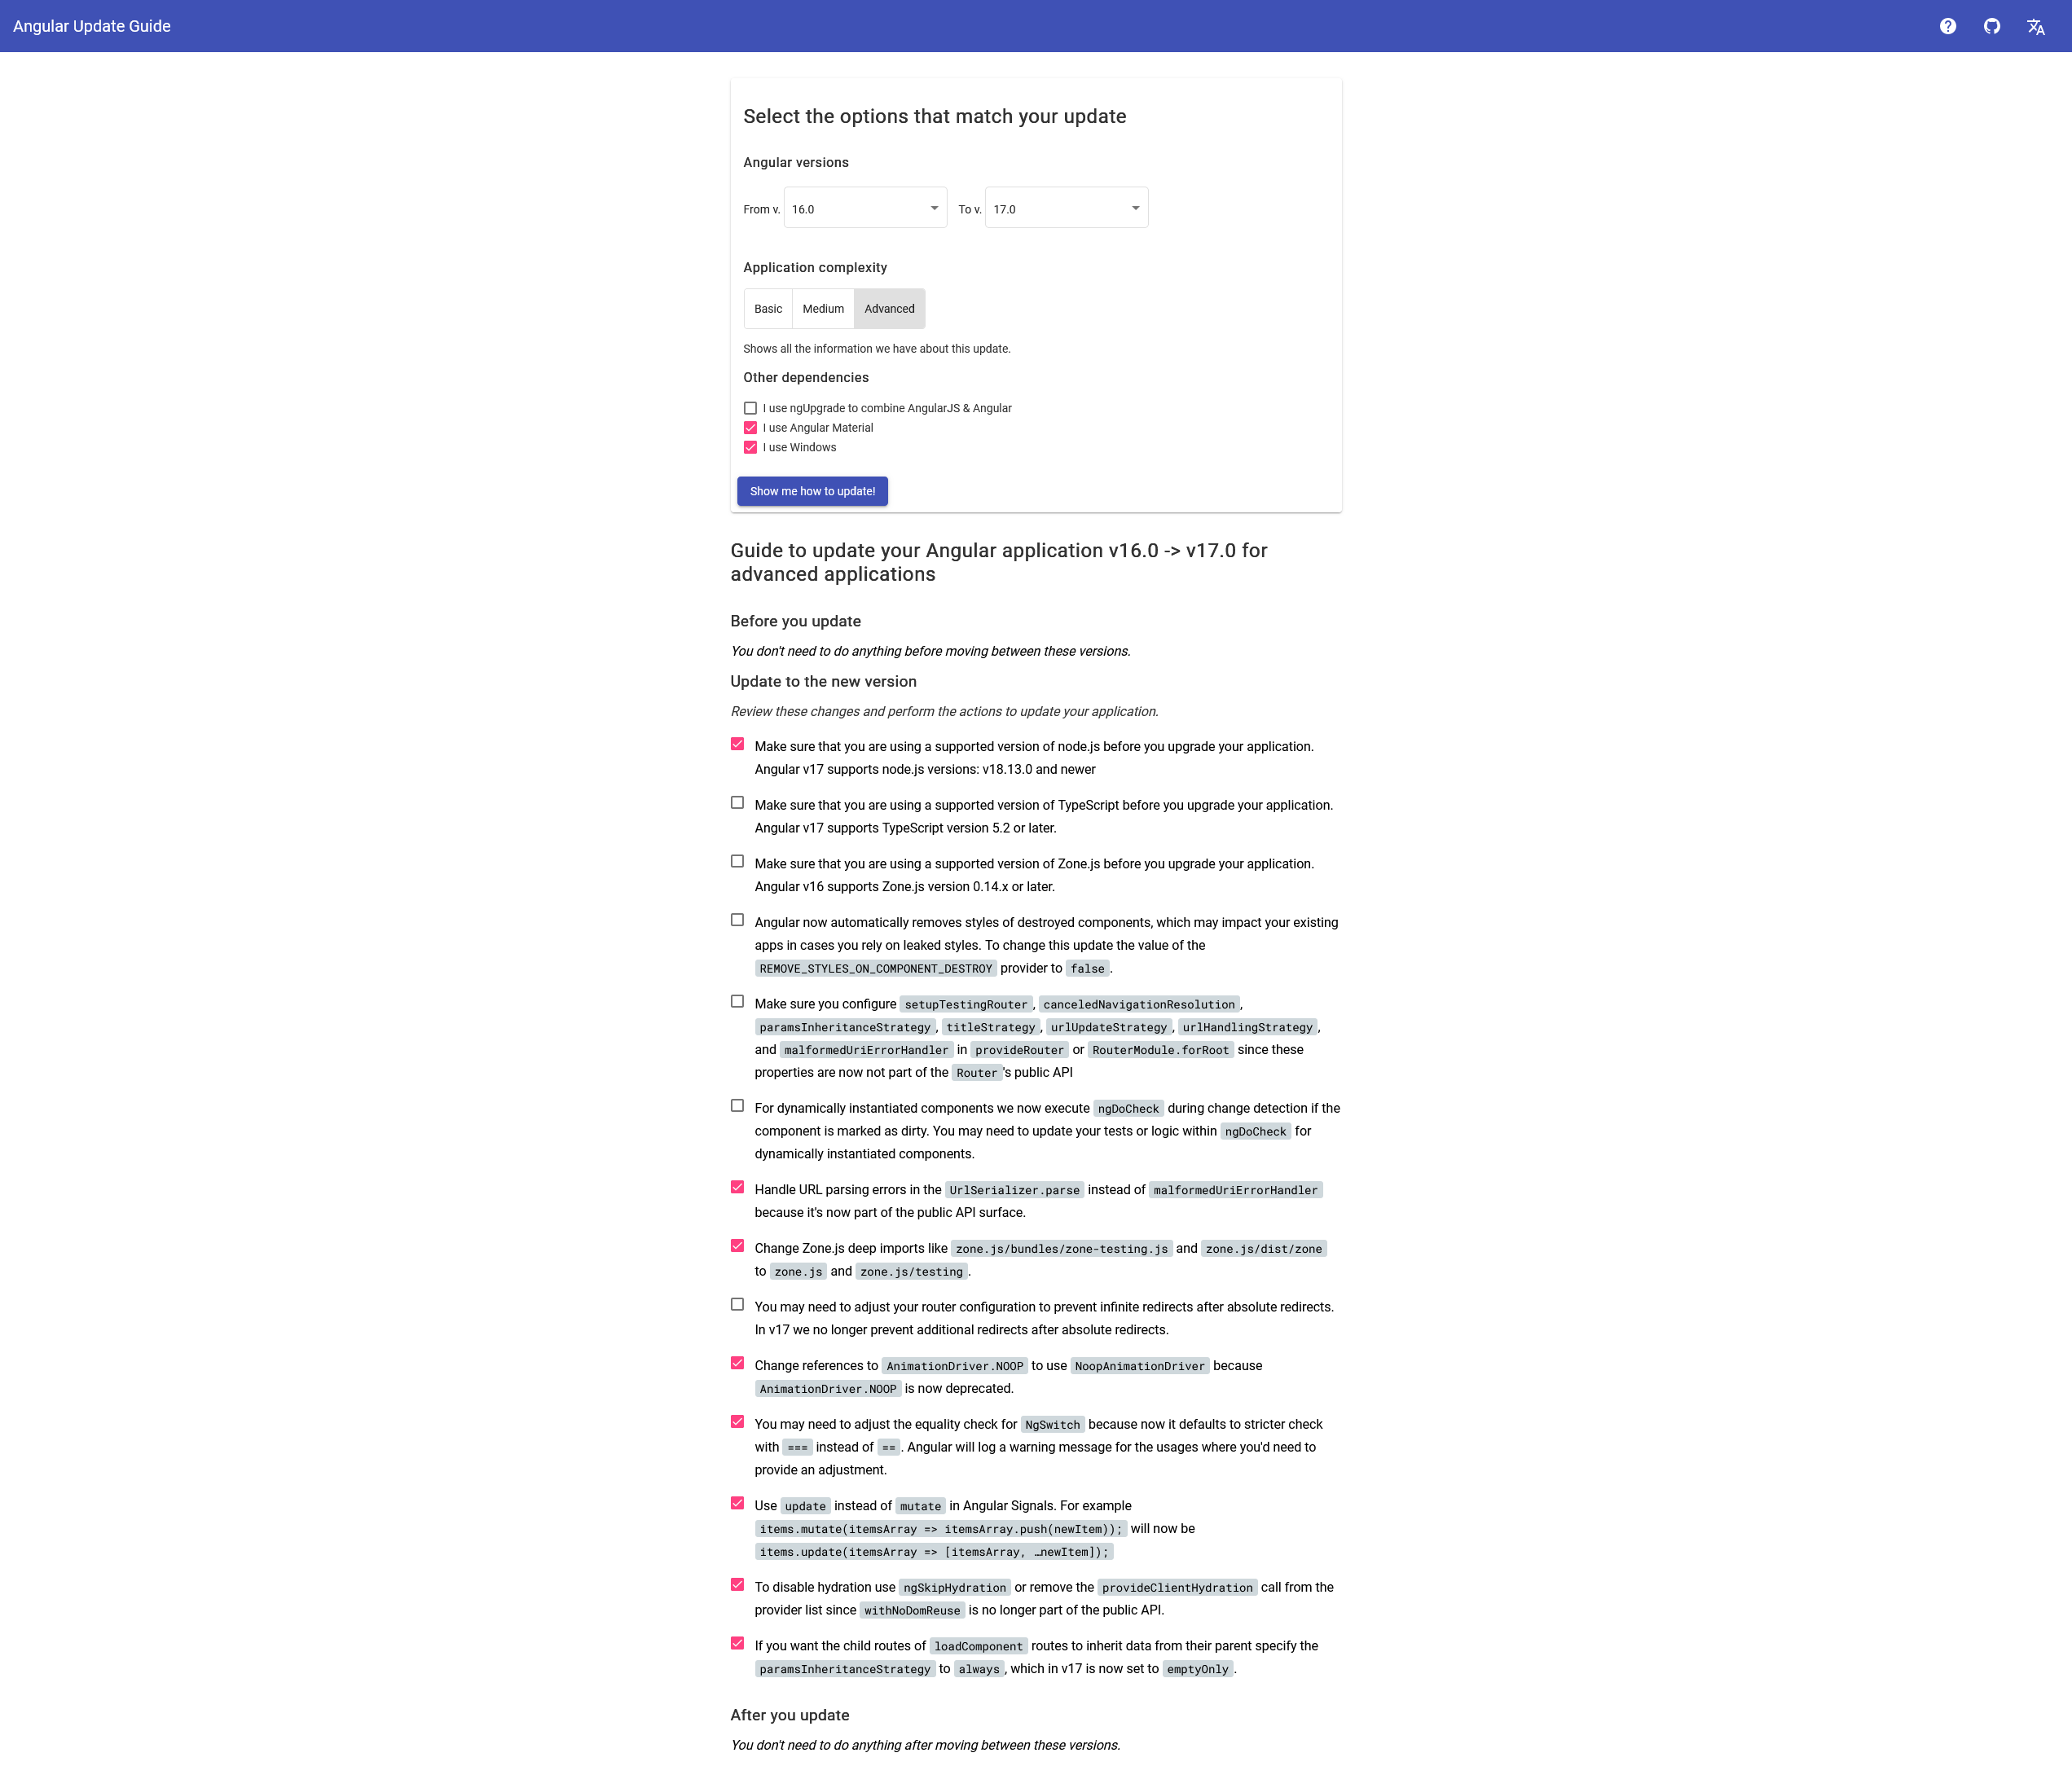 Angular Update Guide
Select the options that match your update
Angular versions
From v. 16.0 To v. 17.0
Application complexity
Basic Medium Advanced
Shows all the information we have about this update.
Other dependencies
I use ngUpgrade to combine AngularJS & Angular
I use Angular Material
I use Windows
Show me how to update!
Guide to update your Angular application v16.0 -> v17.0 for
advanced applications
Before you update
You don't need to do anything before moving between these versions.
Update to the new version
Review these changes and perform the actions to update your application.
Make sure that you are using a supported version of node.js before you upgrade your application.
Angular v17 supports node.js versions: v18.13.0 and newer
Make sure that you are using a supported version of TypeScript before you upgrade your application.
Angular v17 supports TypeScript version 5.2 or later.
Make sure that you are using a supported version of Zone.js before you upgrade your application.
Angular v16 supports Zone.js version 0.14.x or later.
Angular now automatically removes styles of destroyed components, which may impact your existing
apps in cases you rely on leaked styles. To change this update the value of the
REMOVE_STYLES_ON_COMPONENT_DESTROY provider to false.
Make sure you configure setupTestingRouter, canceledNavigationResolution,
paramsInheritanceStrategy, titleStrategy, urlUpdateStrategy, urlHandlingStrategy,
and malformedUriErrorHandler in provideRouter or RouterModule.forRoot since these
properties are now not part of the Router's public API
For dynamically instantiated components we now execute ngDoCheck during change detection if the
component is marked as dirty. You may need to update your tests or logic within ngDoCheck for
dynamically instantiated components.
Handle URL parsing errors in the UrlSerializer.parse instead of malformedUriErrorHandler
because it's now part of the public API surface.
Change Zone.js deep imports like zone.js/bundles/zone-testing.js and zone.js/dist/zone
to zone.js and zone.js/testing.
You may need to adjust your router configuration to prevent infinite redirects after absolute redirects.
In v17 we no longer prevent additional redirects after absolute redirects.
Change references to AnimationDriver.NOOP to use NoopAnimationDriver because
AnimationDriver.NOOP is now deprecated.
You may need to adjust the equality check for NgSwitch because now it defaults to stricter check
with === instead of ==. Angular will log a warning message for the usages where you'd need to
provide an adjustment.
Use update instead of mutate in Angular Signals. For example
items.mutate(itemsArray => itemsArray.push(newItem)); will now be
items.update(itemsArray => [itemsArray, …newItem]);
To disable hydration use ngSkipHydration or remove the provideClientHydration call from the
provider list since withNoDomReuse is no longer part of the public API.
If you want the child routes of loadComponent routes to inherit data from their parent specify the
paramsInheritanceStrategy to always, which in v17 is now set to emptyOnly.
After you update
You don't need to do anything after moving between these versions.